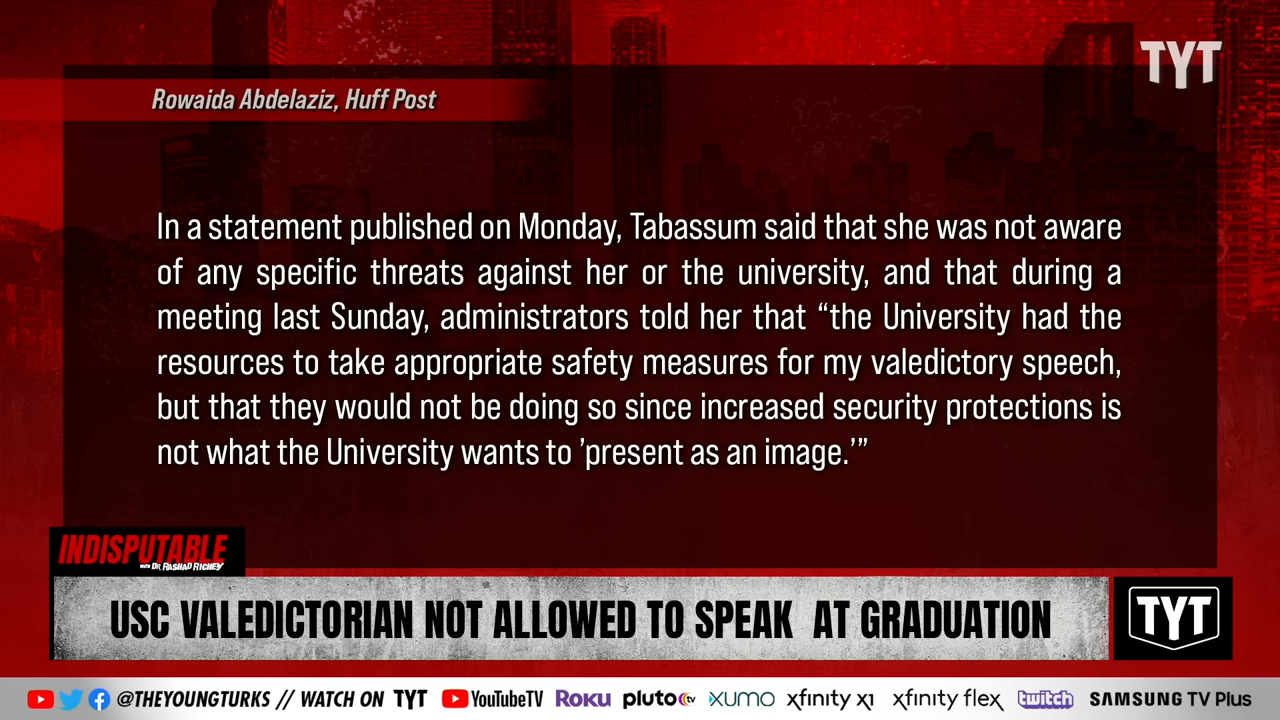 TYT
Rowaida Abdelaziz, Huff Post
In a statement published on Monday, Tabassum said that she was not aware
of any specific threats against her or the university, and that during a
meeting last Sunday, administrators told her that “the University had the
resources to take appropriate safety measures for my valedictory speech,
but that they would not be doing so since increased security protections is
not what the University wants to ’present as an image.’”
INDISPUTABLE
WITH DR. RASHAD RICHEY
USC VALEDICTORIAN NOT ALLOWED TO SPEAK AT GRADUATION
TYT
@THEYOUNGTURKS // WATCH ON TYT YouTubeTV ROKU pluto tv xumo xfinity x1 xfinity flex twitch SAMSUNG TV Plus